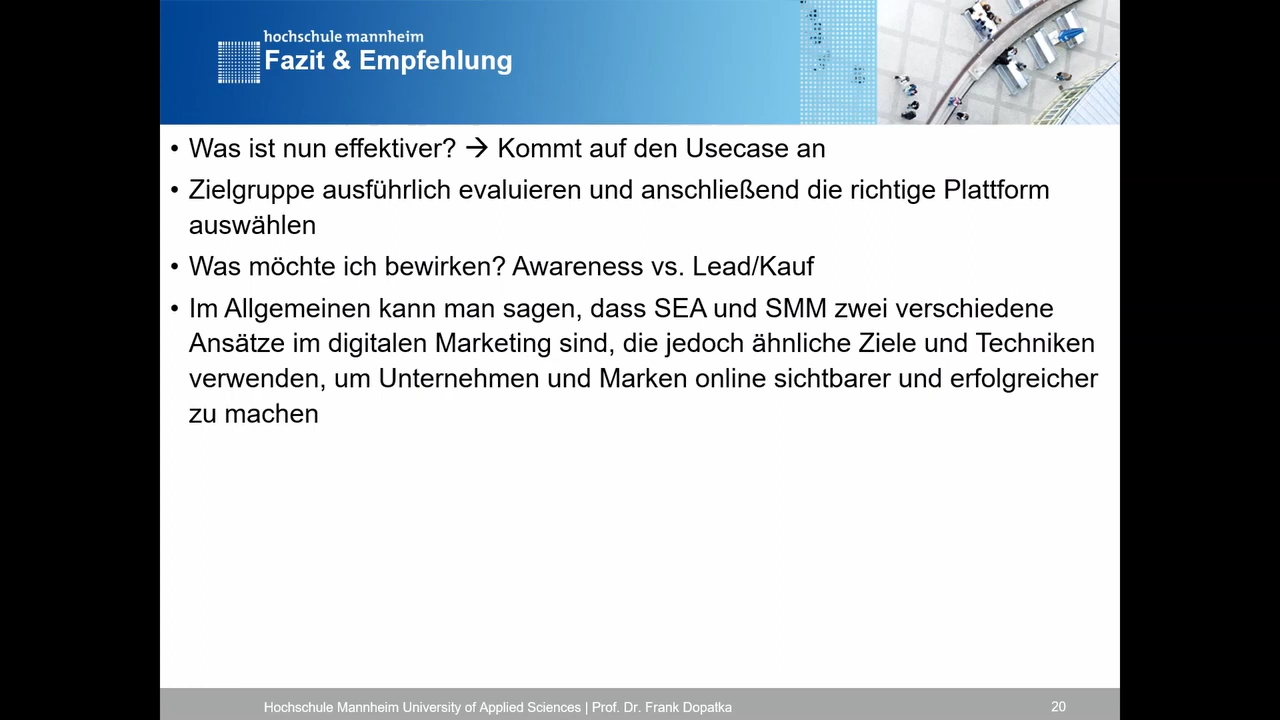 hochschule mannheim
Fazit & Empfehlung
• Was ist nun effektiver? → Kommt auf den Usecase an
• Zielgruppe ausführlich evaluieren und anschließend die richtige Plattform
auswählen
• Was möchte ich bewirken? Awareness vs. Lead/Kauf
• Im Allgemeinen kann man sagen, dass SEA und SMM zwei verschiedene
Ansätze im digitalen Marketing sind, die jedoch ähnliche Ziele und Techniken
verwenden, um Unternehmen und Marken online sichtbarer und erfolgreicher
zu machen
Hochschule Mannheim University of Applied Sciences | Prof. Dr. Frank Dopatka
20